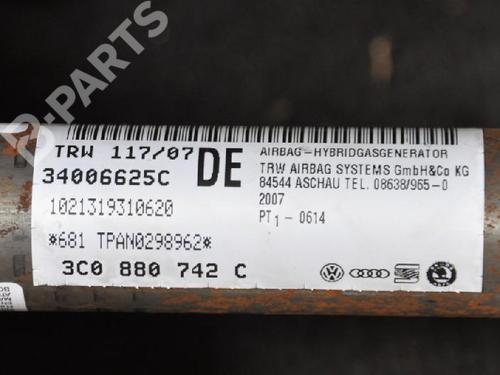 B-PARTS
TRW 117/07
DE
34006625C
1021319310620
*681 TPAN0298962*
3C0 880 742 C
AIRBAG-HYBRIDGASGENERATOR
TRW AIRBAG SYSTEMS GmbH&Co KG
84544 ASCHAU TEL. 08638/965-0
2007
PT1- 0614